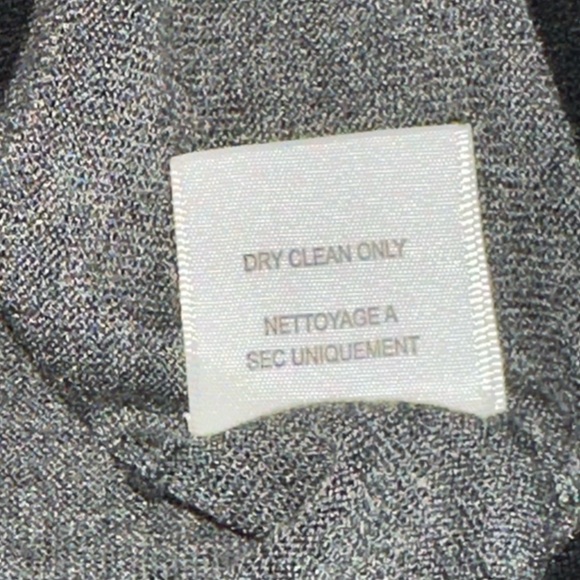 DRY CLEAN ONLY
NETTOYAGE A
SEC UNIQUEMENT